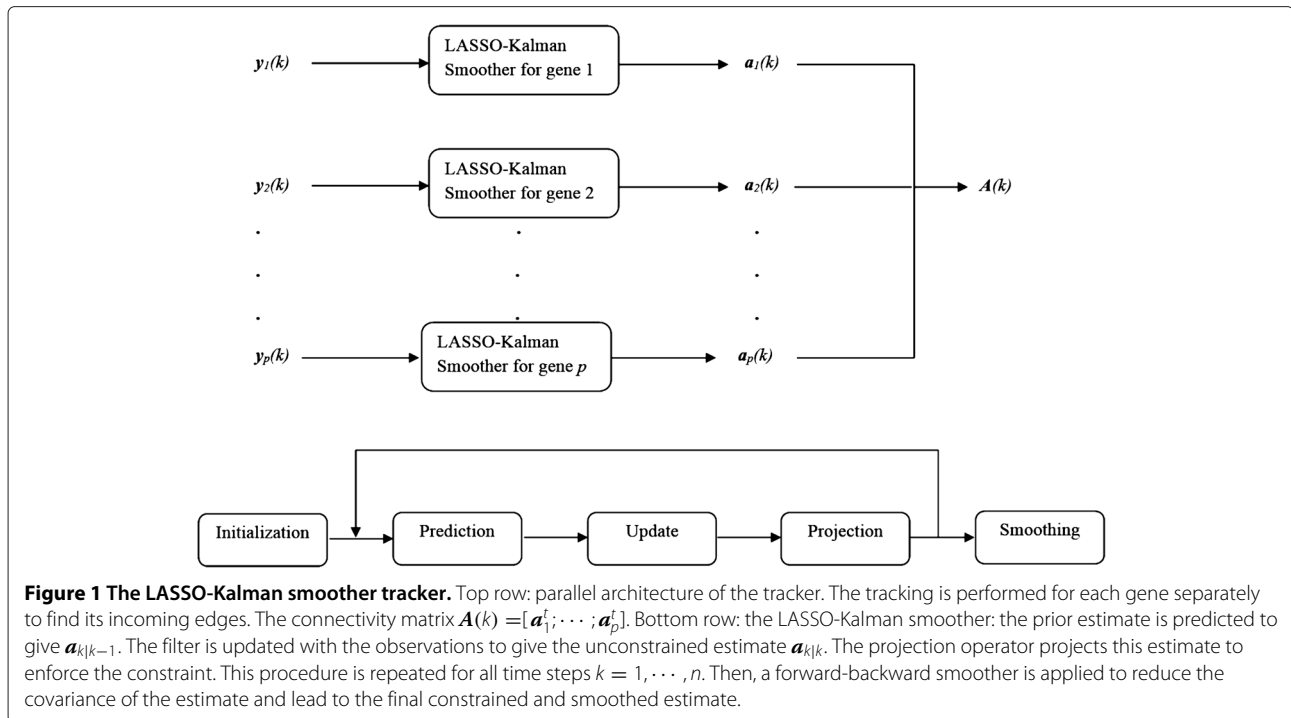 y₁(k)
LASSO-Kalman
Smoother for gene 1
a₁(k)
y₂(k)
LASSO-Kalman
Smoother for gene 2
a₂(k)
A(k)
. . .
. . .
. . .
yₚ(k)
LASSO-Kalman
Smoother for gene p
aₚ(k)
Initialization
Prediction
Update
Projection
Smoothing
Figure 1 The LASSO-Kalman smoother tracker. Top row: parallel architecture of the tracker. The tracking is performed for each gene separately
to find its incoming edges. The connectivity matrix A(k) =[a₁ᵗ; ··· ; aₚᵗ]. Bottom row: the LASSO-Kalman smoother: the prior estimate is predicted to
give aₖ|ₖ₋₁. The filter is updated with the observations to give the unconstrained estimate aₖ|ₖ. The projection operator projects this estimate to
enforce the constraint. This procedure is repeated for all time steps k = 1, ··· , n. Then, a forward-backward smoother is applied to reduce the
covariance of the estimate and lead to the final constrained and smoothed estimate.